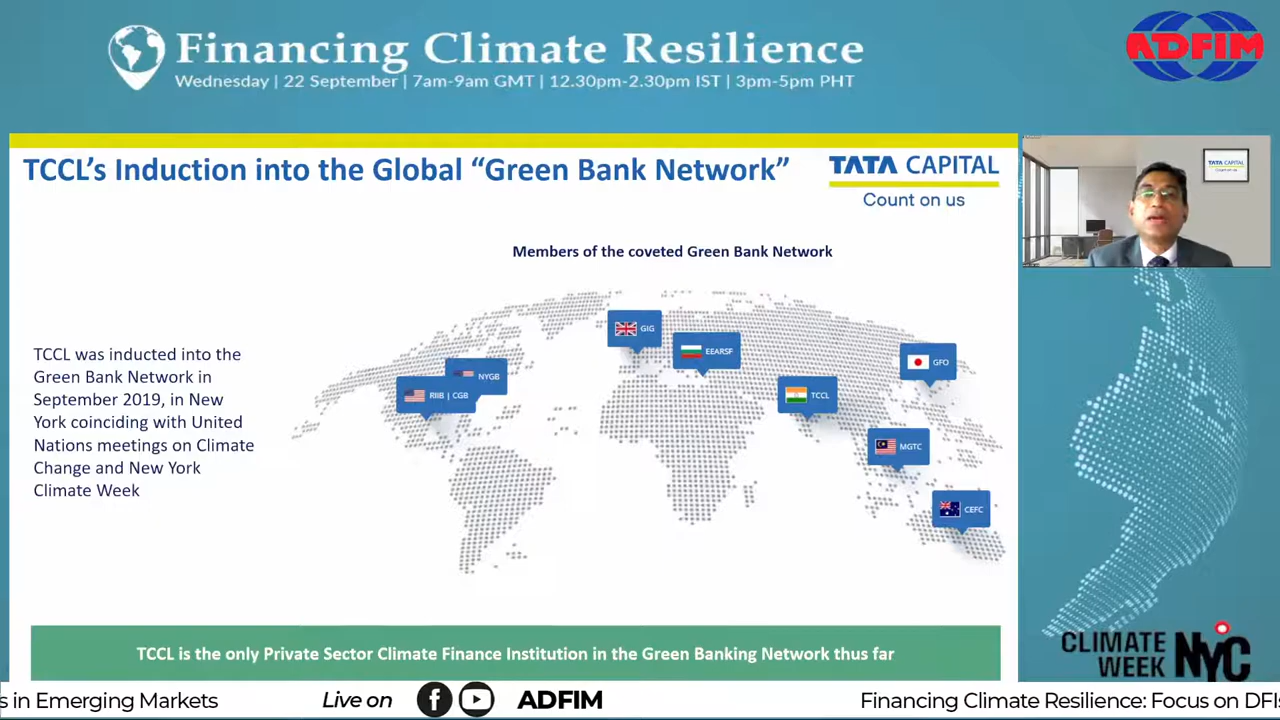 Financing Climate Resilience
Wednesday | 22 September | 7am-9am GMT | 12.30pm-2.30pm IST | 3pm-5pm PHT
ADFIM
TCCL's Induction into the Global “Green Bank Network”
TATA CAPITAL
Count on us
TATA CAPITAL
Count on us
Members of the coveted Green Bank Network
TCCL was inducted into the
Green Bank Network in
September 2019, in New
York coinciding with United
Nations meetings on Climate
Change and New York
Climate Week
GIG
EEARSF
NYGB
RIIB | CGB
TCCL
GFO
MGTC
CEFC
TCCL is the only Private Sector Climate Finance Institution in the Green Banking Network thus far
CLIMATE
WEEK NYC
s in Emerging Markets
Live on
ADFIM
Financing Climate Resilience: Focus on DFIs